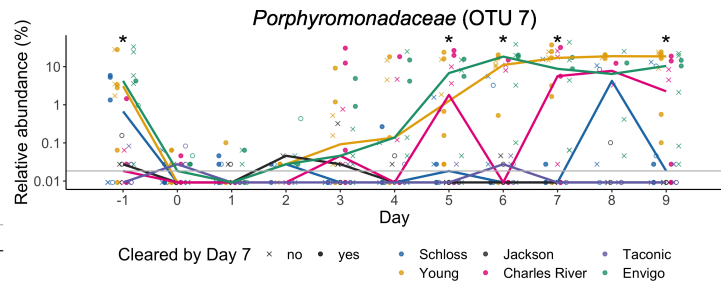 Porphyromonadaceae (OTU 7)
* * * * *
Relative abundance (%)
10
1
0.1
0.01
-1 0 1 2 3 4 5 6 7 8 9
Day
Cleared by Day 7 × no • yes
Schloss Jackson Taconic
Young Charles River Envigo